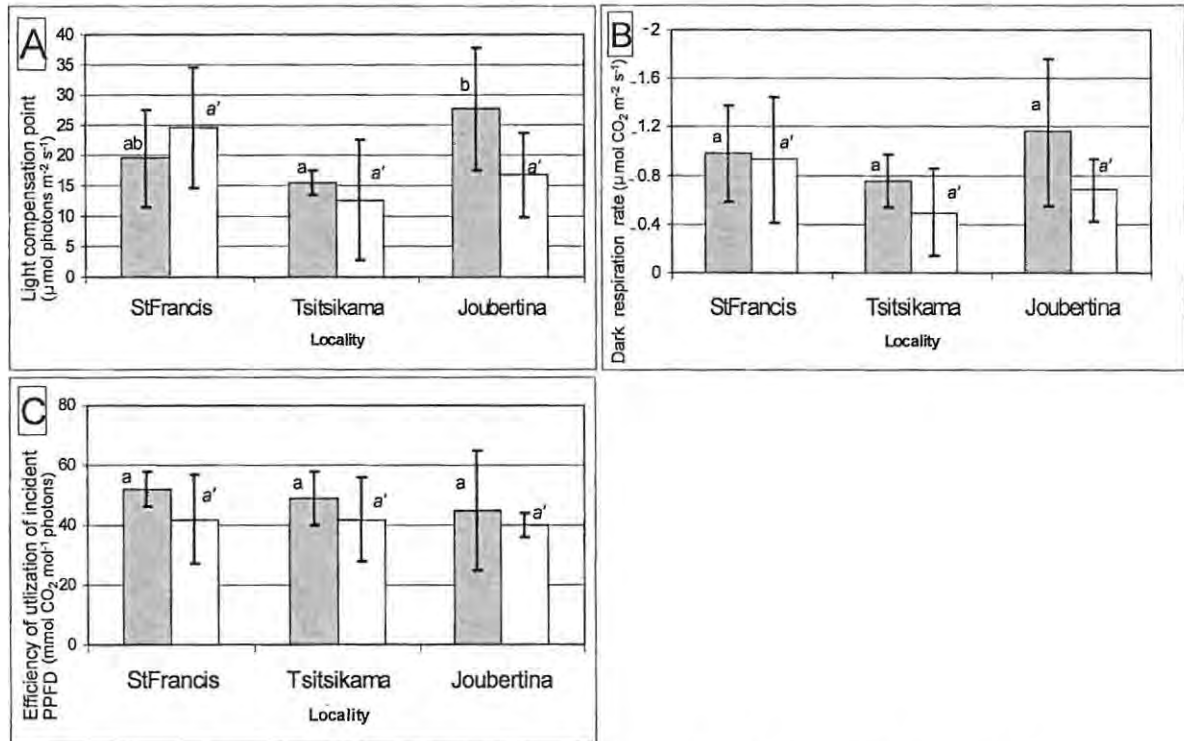 A
Light compensation point
(μmol photons m⁻² s⁻¹)
40
35
30
25
20
15
10
5
0
ab
a'
a
a'
b
a'
StFrancis Tsitsikama Joubertina
Locality
B
Dark respiration rate (μmol CO₂ m⁻² s⁻¹)
-2
-1.6
-1.2
-0.8
-0.4
0
a
a'
a
a'
a
a'
StFrancis Tsitsikama Joubertina
Locality
C
Efficiency of utlization of incident
PPFD (mmol CO₂ mol⁻¹ photons)
80
60
40
20
0
a
a'
a
a'
a
a'
StFrancis Tsitsikama Joubertina
Locality